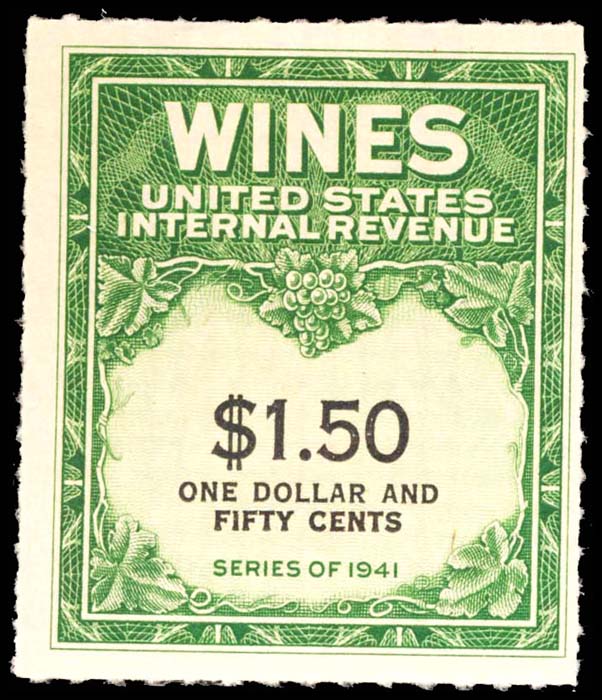 WINES
UNITED STATES
INTERNAL REVENUE
$1.50
ONE DOLLAR AND
FIFTY CENTS
SERIES OF 1941